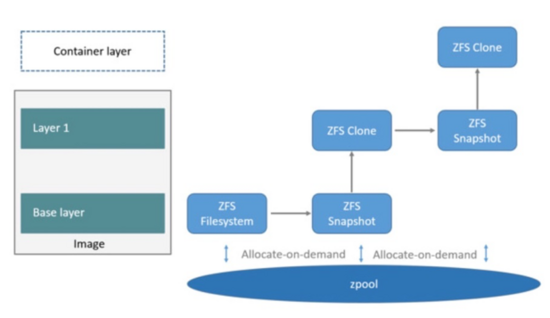 Container layer
ZFS Clone
Layer 1
ZFS Clone
ZFS
Snapshot
Base layer
ZFS
Filesystem
ZFS
Snapshot
Image
Allocate-on-demand
Allocate-on-demand
zpool